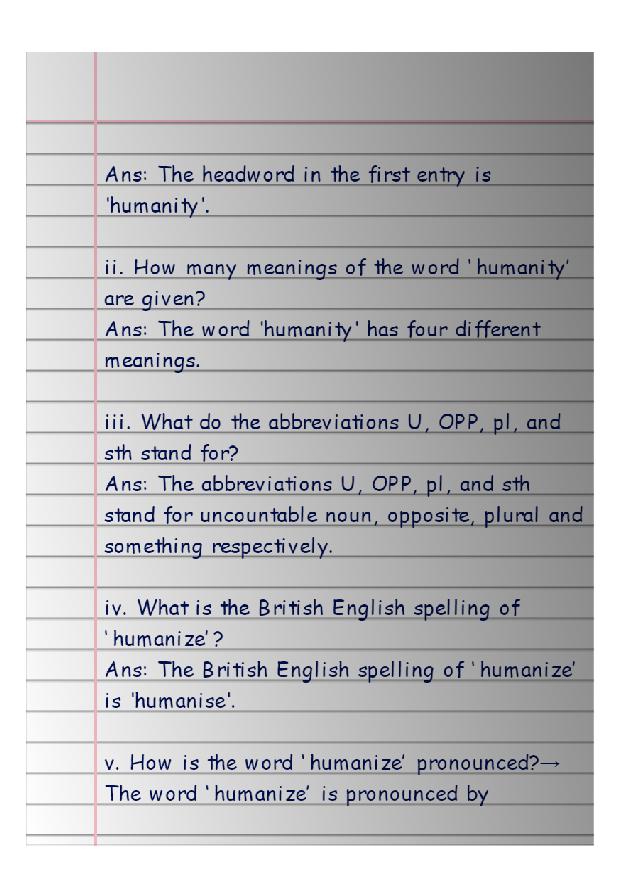 Ans: The headword in the first entry is
'humanity'.
ii. How many meanings of the word ‘humanity’
are given?
Ans: The word 'humanity' has four different
meanings.
iii. What do the abbreviations U, OPP, pl, and
sth stand for?
Ans: The abbreviations U, OPP, pl, and sth
stand for uncountable noun, opposite, plural and
something respectively.
iv. What is the British English spelling of
‘humanize’?
Ans: The British English spelling of ‘humanize’
is 'humanise'.
v. How is the word ‘humanize’ pronounced?→
The word ‘humanize’ is pronounced by